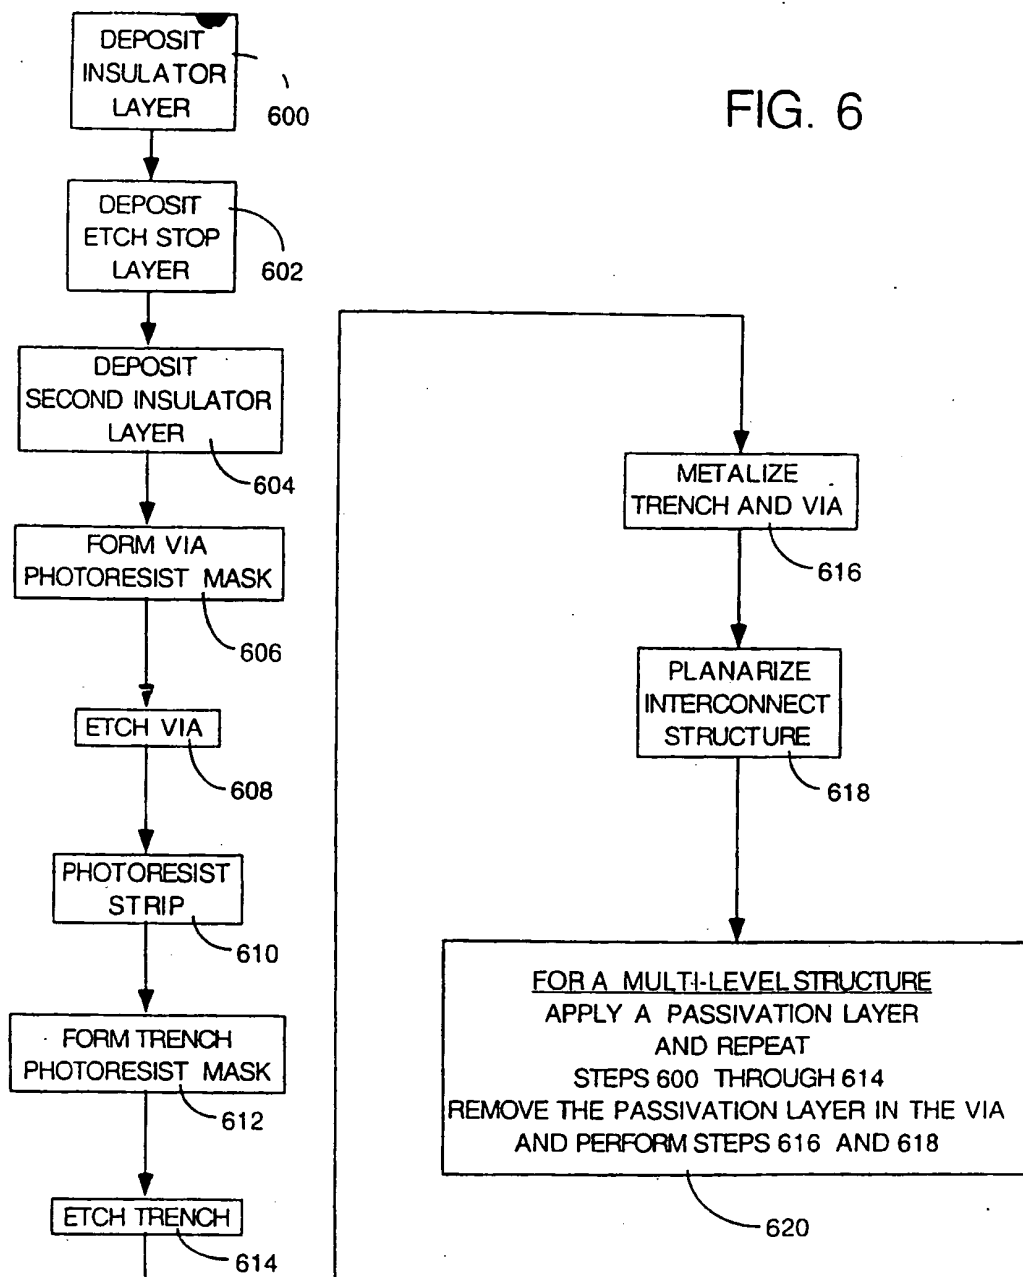 FIG. 6
DEPOSIT
INSULATOR
LAYER
600
DEPOSIT
ETCH STOP
LAYER
602
DEPOSIT
SECOND INSULATOR
LAYER
604
FORM VIA
PHOTORESIST MASK
606
ETCH VIA
608
PHOTORESIST
STRIP
610
FORM TRENCH
PHOTORESIST MASK
612
ETCH TRENCH
614
METALIZE
TRENCH AND VIA
616
PLANARIZE
INTERCONNECT
STRUCTURE
618
FOR A MULTI-LEVEL STRUCTURE
APPLY A PASSIVATION LAYER
AND REPEAT
STEPS 600 THROUGH 614
REMOVE THE PASSIVATION LAYER IN THE VIA
AND PERFORM STEPS 616 AND 618
620